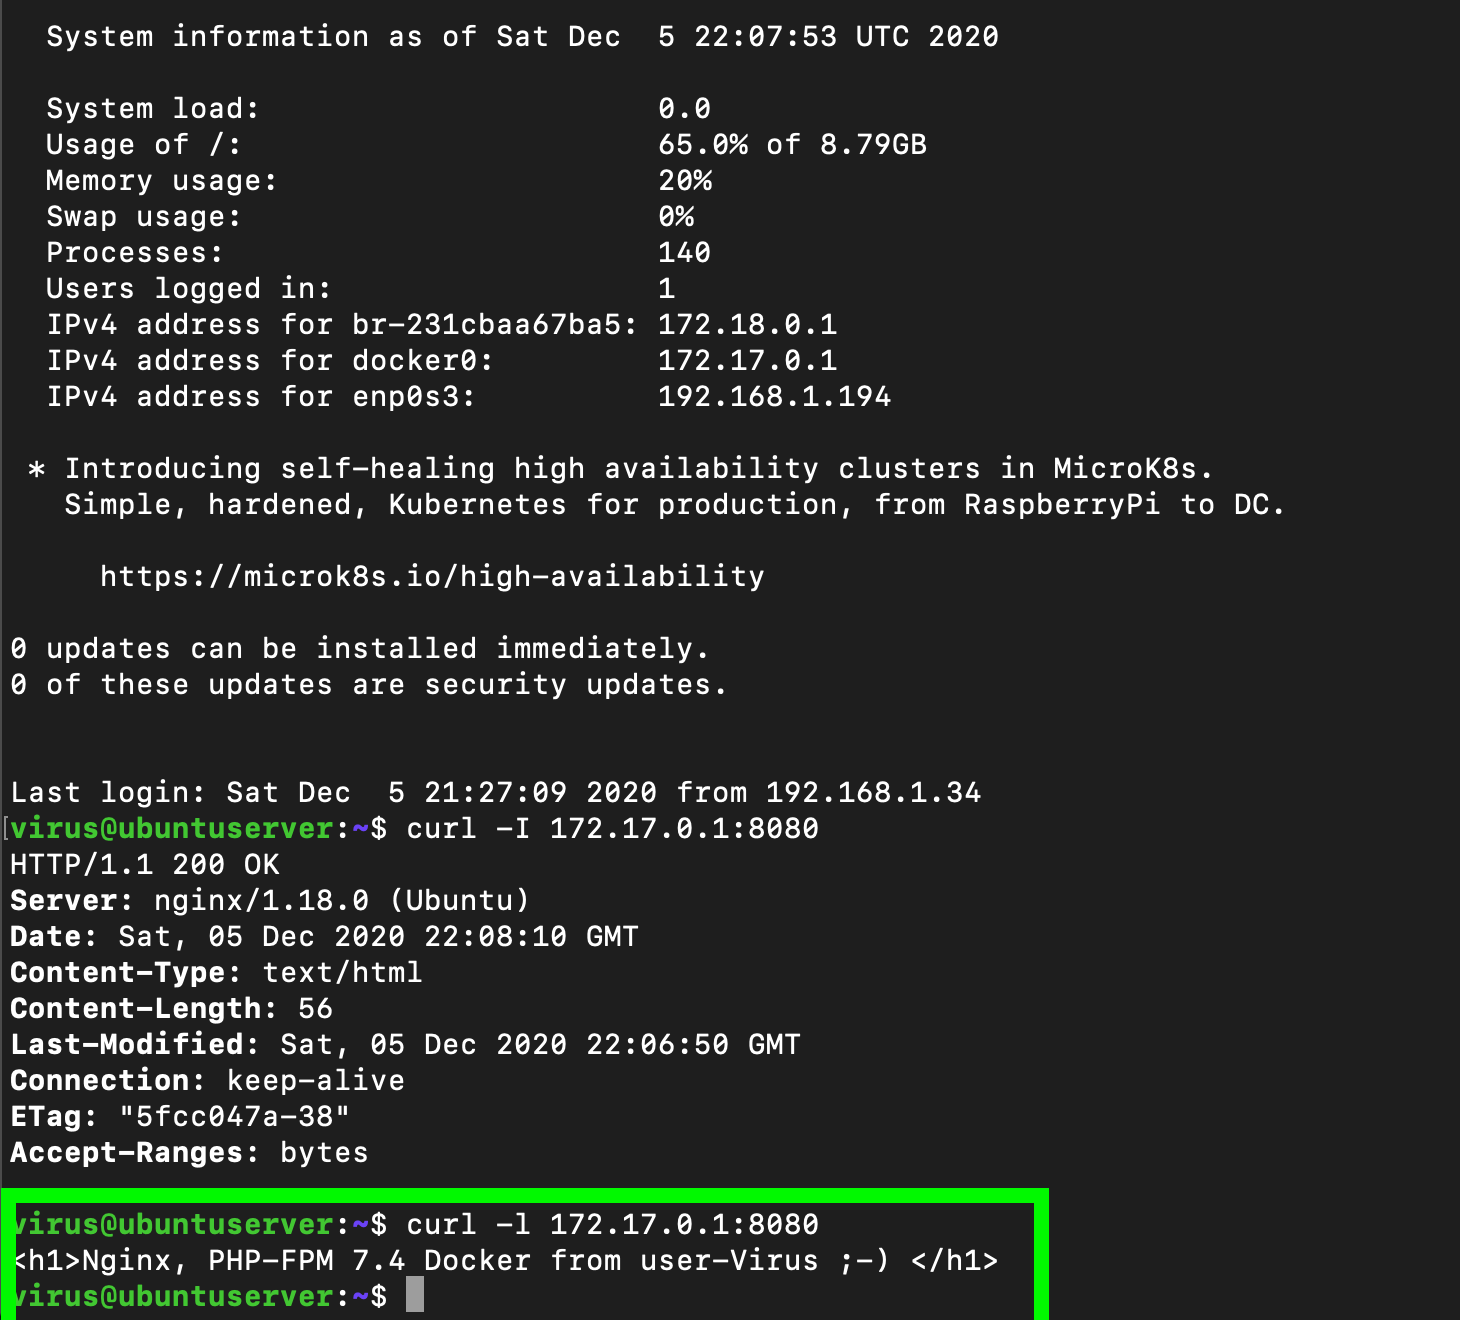 System information as of Sat Dec  5 22:07:53 UTC 2020
System load: 0.0
Usage of /: 65.0% of 8.79GB
Memory usage: 20%
Swap usage: 0%
Processes: 140
Users logged in: 1
IPv4 address for br-231cbaa67ba5: 172.18.0.1
IPv4 address for docker0: 172.17.0.1
IPv4 address for enp0s3: 192.168.1.194
* Introducing self-healing high availability clusters in MicroK8s.
Simple, hardened, Kubernetes for production, from RaspberryPi to DC.
https://microk8s.io/high-availability
0 updates can be installed immediately.
0 of these updates are security updates.
Last login: Sat Dec  5 21:27:09 2020 from 192.168.1.34
[virus@ubuntuserver:~$ curl -I 172.17.0.1:8080
HTTP/1.1 200 OK
Server: nginx/1.18.0 (Ubuntu)
Date: Sat, 05 Dec 2020 22:08:10 GMT
Content-Type: text/html
Content-Length: 56
Last-Modified: Sat, 05 Dec 2020 22:06:50 GMT
Connection: keep-alive
ETag: "5fcc047a-38"
Accept-Ranges: bytes
virus@ubuntuserver:~$ curl -l 172.17.0.1:8080
<h1>Nginx, PHP-FPM 7.4 Docker from user-Virus ;-) </h1>
virus@ubuntuserver:~$